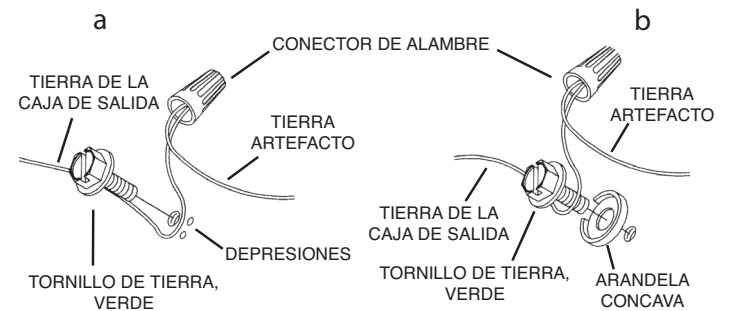 a
CONECTOR DE ALAMBRE
TIERRA DE LA
CAJA DE SALIDA
TIERRA
ARTEFACTO
DEPRESIONES
TORNILLO DE TIERRA,
VERDE
b
TIERRA
ARTEFACTO
TIERRA DE LA
CAJA DE SALIDA
TORNILLO DE TIERRA,
VERDE
ARANDELA
CONCAVA